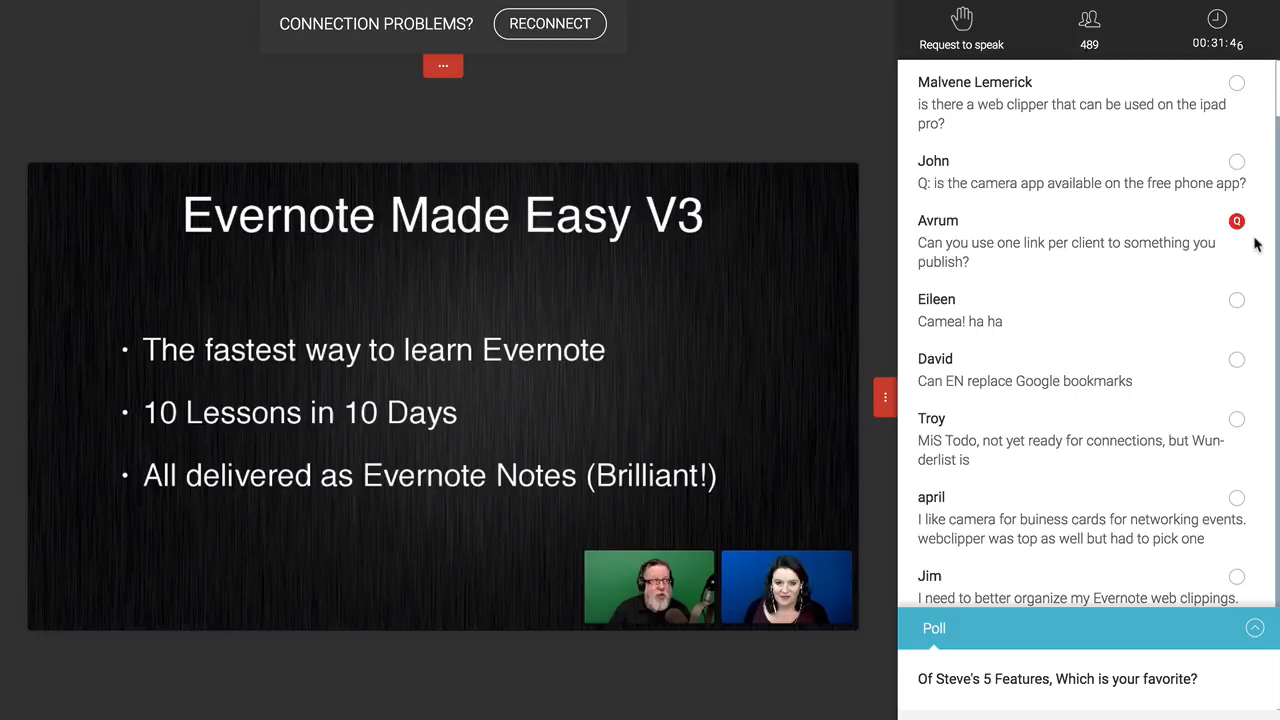 CONNECTION PROBLEMS?
RECONNECT
...
Evernote Made Easy V3
• The fastest way to learn Evernote
• 10 Lessons in 10 Days
• All delivered as Evernote Notes (Brilliant!)
Request to speak
489
00:31:46
Malvene Lemerick
is there a web clipper that can be used on the ipad
pro?
John
Q: is the camera app available on the free phone app?
Avrum
Q
Can you use one link per client to something you
publish?
Eileen
Camea! ha ha
David
Can EN replace Google bookmarks
Troy
MiS Todo, not yet ready for connections, but Wun-
derlist is
april
I like camera for buiness cards for networking events.
webclipper was top as well but had to pick one
Jim
I need to better organize my Evernote web clippings.
Poll
Of Steve's 5 Features, Which is your favorite?